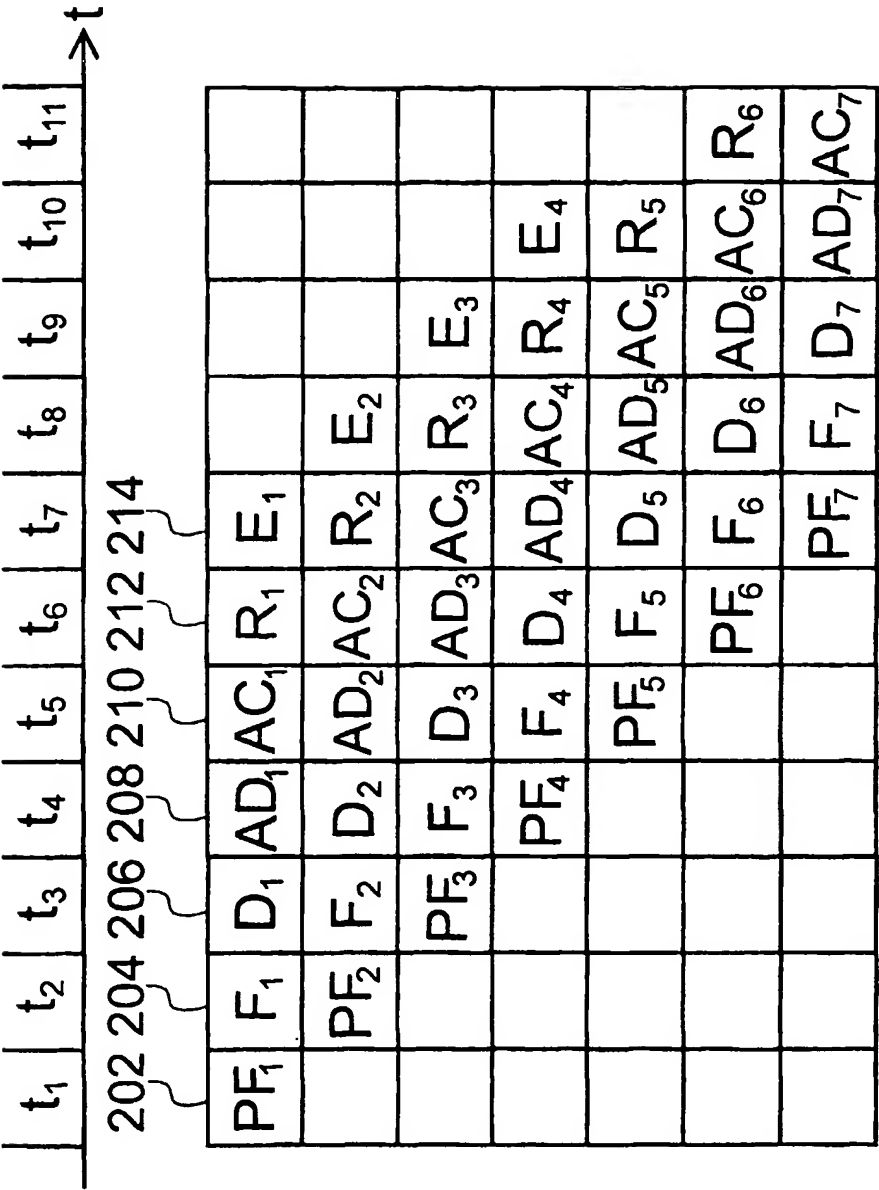 t₁ t₂ t₃ t₄ t₅ t₆ t₇ t₈ t₉ t₁₀ t₁₁ t
202 204 206 208 210 212 214
PF₁ F₁ D₁ AD₁ AC₁ R₁ E₁
PF₂ F₂ D₂ AD₂ AC₂ R₂ E₂
PF₃ F₃ D₃ AD₃ AC₃ R₃ E₃
PF₄ F₄ D₄ AD₄ AC₄ R₄ E₄
PF₅ F₅ D₅ AD₅ AC₅ R₅
PF₆ F₆ D₆ AD₆ AC₆ R₆
PF₇ F₇ D₇ AD₇ AC₇